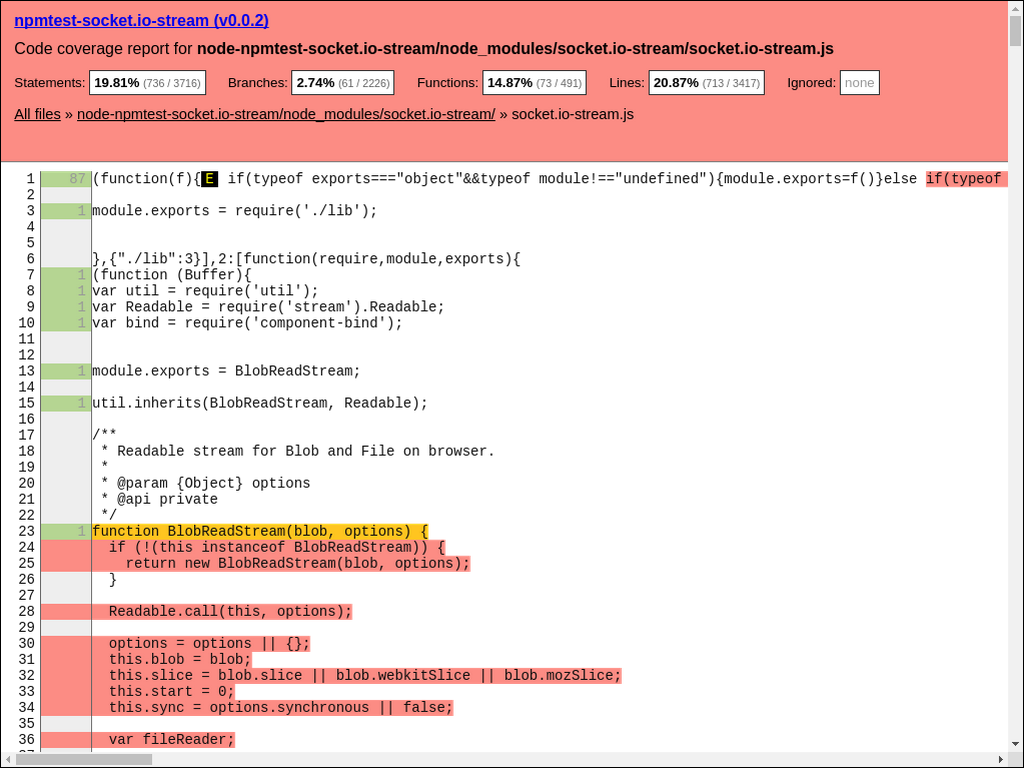 npmtest-socket.io-stream (v0.0.2)
Code coverage report for node-npmtest-socket.io-stream/node_modules/socket.io-stream/socket.io-stream.js
Statements: 19.81% (736 / 3716) Branches: 2.74% (61 / 2226) Functions: 14.87% (73 / 491) Lines: 20.87% (713 / 3417) Ignored: none
All files » node-npmtest-socket.io-stream/node_modules/socket.io-stream/ » socket.io-stream.js
1 87 (function(f){E if(typeof exports==="object"&&typeof module!=="undefined"){module.exports=f()}else if(typeof
2
3 1 module.exports = require('./lib');
4
5
6 },{"./lib":3}],2:[function(require,module,exports){
7 1 (function (Buffer){
8 1 var util = require('util');
9 1 var Readable = require('stream').Readable;
10 1 var bind = require('component-bind');
11
12
13 1 module.exports = BlobReadStream;
14
15 1 util.inherits(BlobReadStream, Readable);
16
17 /**
18 * Readable stream for Blob and File on browser.
19 *
20 * @param {Object} options
21 * @api private
22 */
23 1 function BlobReadStream(blob, options) {
24 if (!(this instanceof BlobReadStream)) {
25 return new BlobReadStream(blob, options);
26 }
27
28 Readable.call(this, options);
29
30 options = options || {};
31 this.blob = blob;
32 this.slice = blob.slice || blob.webkitSlice || blob.mozSlice;
33 this.start = 0;
34 this.sync = options.synchronous || false;
35
36 var fileReader;